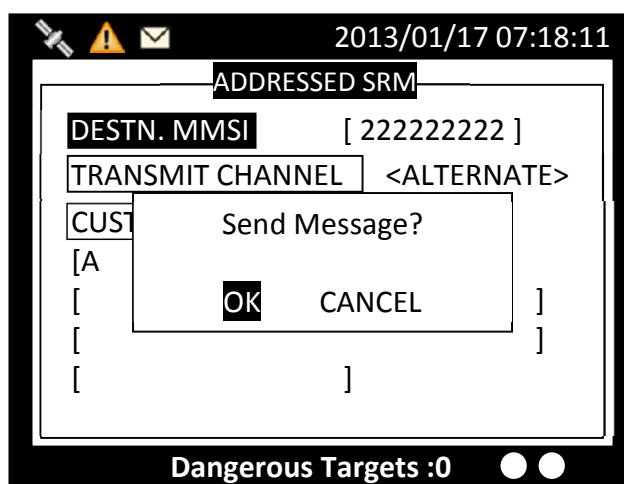 2013/01/17 07:18:11
ADDRESSED SRM
DESTN. MMSI [ 222222222 ]
TRANSMIT CHANNEL <ALTERNATE>
CUST
Send Message?
[A
[ OK CANCEL ]
[ ]
[ ]
Dangerous Targets :0